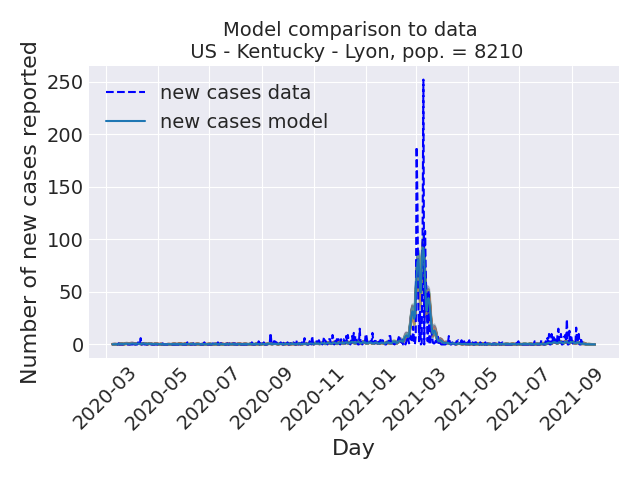 Model comparison to data
US - Kentucky - Lyon, pop. = 8210
Number of new cases reported
250
200
150
100
50
0
new cases data
new cases model
2020-03
2020-05
2020-07
2020-09
2020-11
2021-01
2021-03
2021-05
2021-07
2021-09
Day